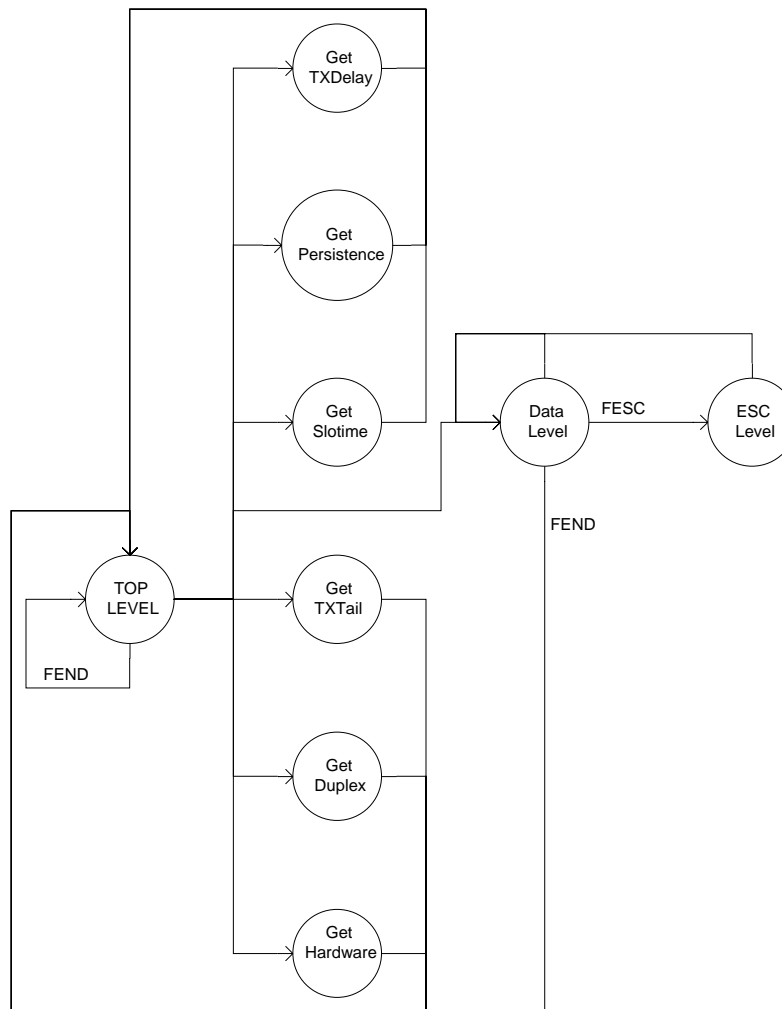 Get
TXDelay
Get
Persistence
Get
Slotime
Data
Level
FESC
ESC
Level
FEND
TOP
LEVEL
FEND
Get
TXTail
Get
Duplex
Get
Hardware